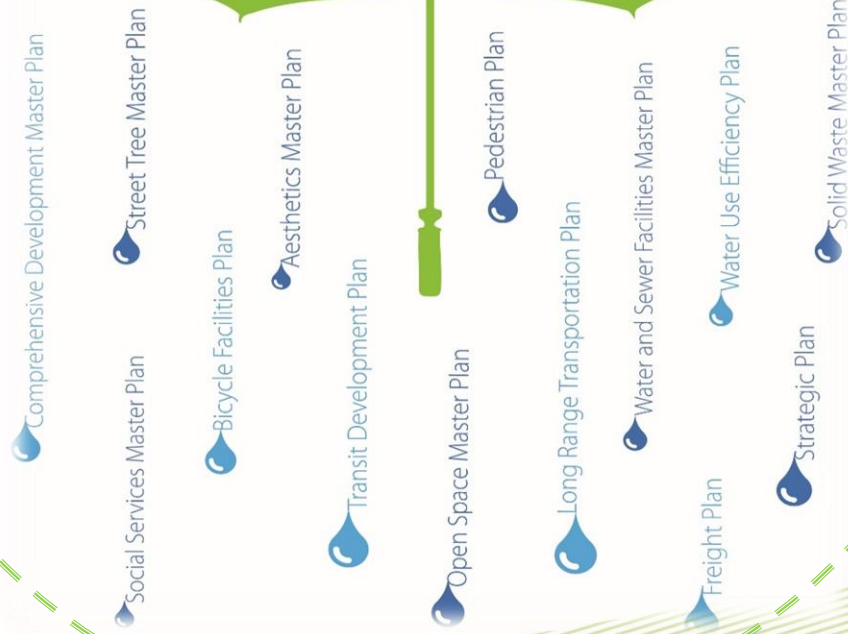 Comprehensive Development Master Plan
Street Tree Master Plan
Social Services Master Plan
Bicycle Facilities Plan
Aesthetics Master Plan
Transit Development Plan
Open Space Master Plan
Pedestrian Plan
Long Range Transportation Plan
Water and Sewer Facilities Master Plan
Water Use Efficiency Plan
Freight Plan
Strategic Plan
Solid Waste Master Plan